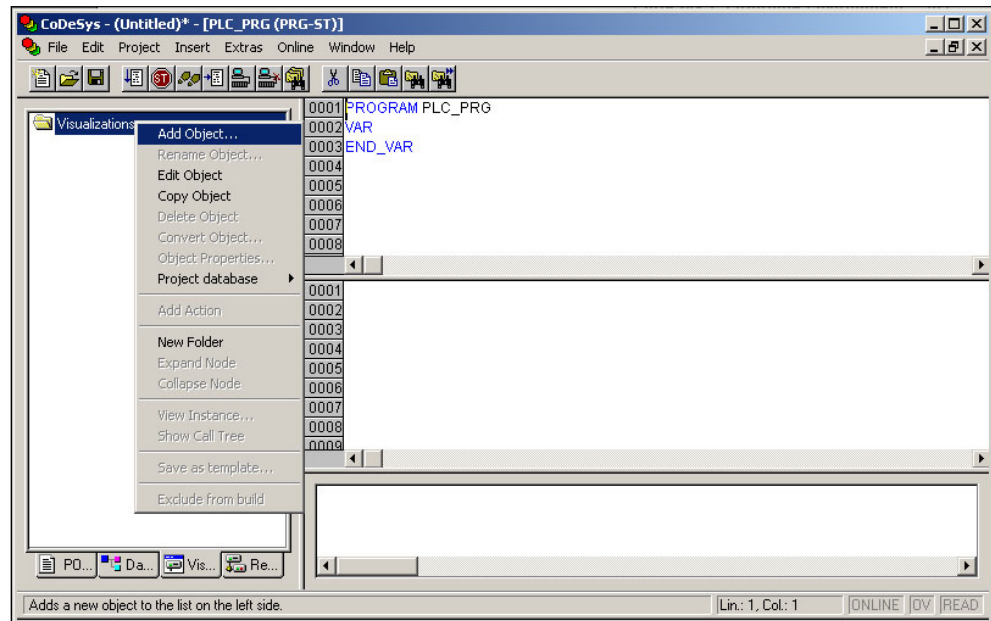 CoDeSys - (Untitled)* - [PLC_PRG (PRG-ST)]
File Edit Project Insert Extras Online Window Help
Visualizations
Add Object...
Rename Object...
Edit Object
Copy Object
Delete Object
Convert Object...
Object Properties...
Project database
Add Action
New Folder
Expand Node
Collapse Node
View Instance...
Show Call Tree
Save as template...
Exclude from build
0001 PROGRAM PLC_PRG
0002 VAR
0003 END_VAR
0004
0005
0006
0007
0008
0001
0002
0003
0004
0005
0006
0007
0008
0009
PO... Da... Vis... Re...
Adds a new object to the list on the left side.
Lin.: 1, Col.: 1 ONLINE OV READ